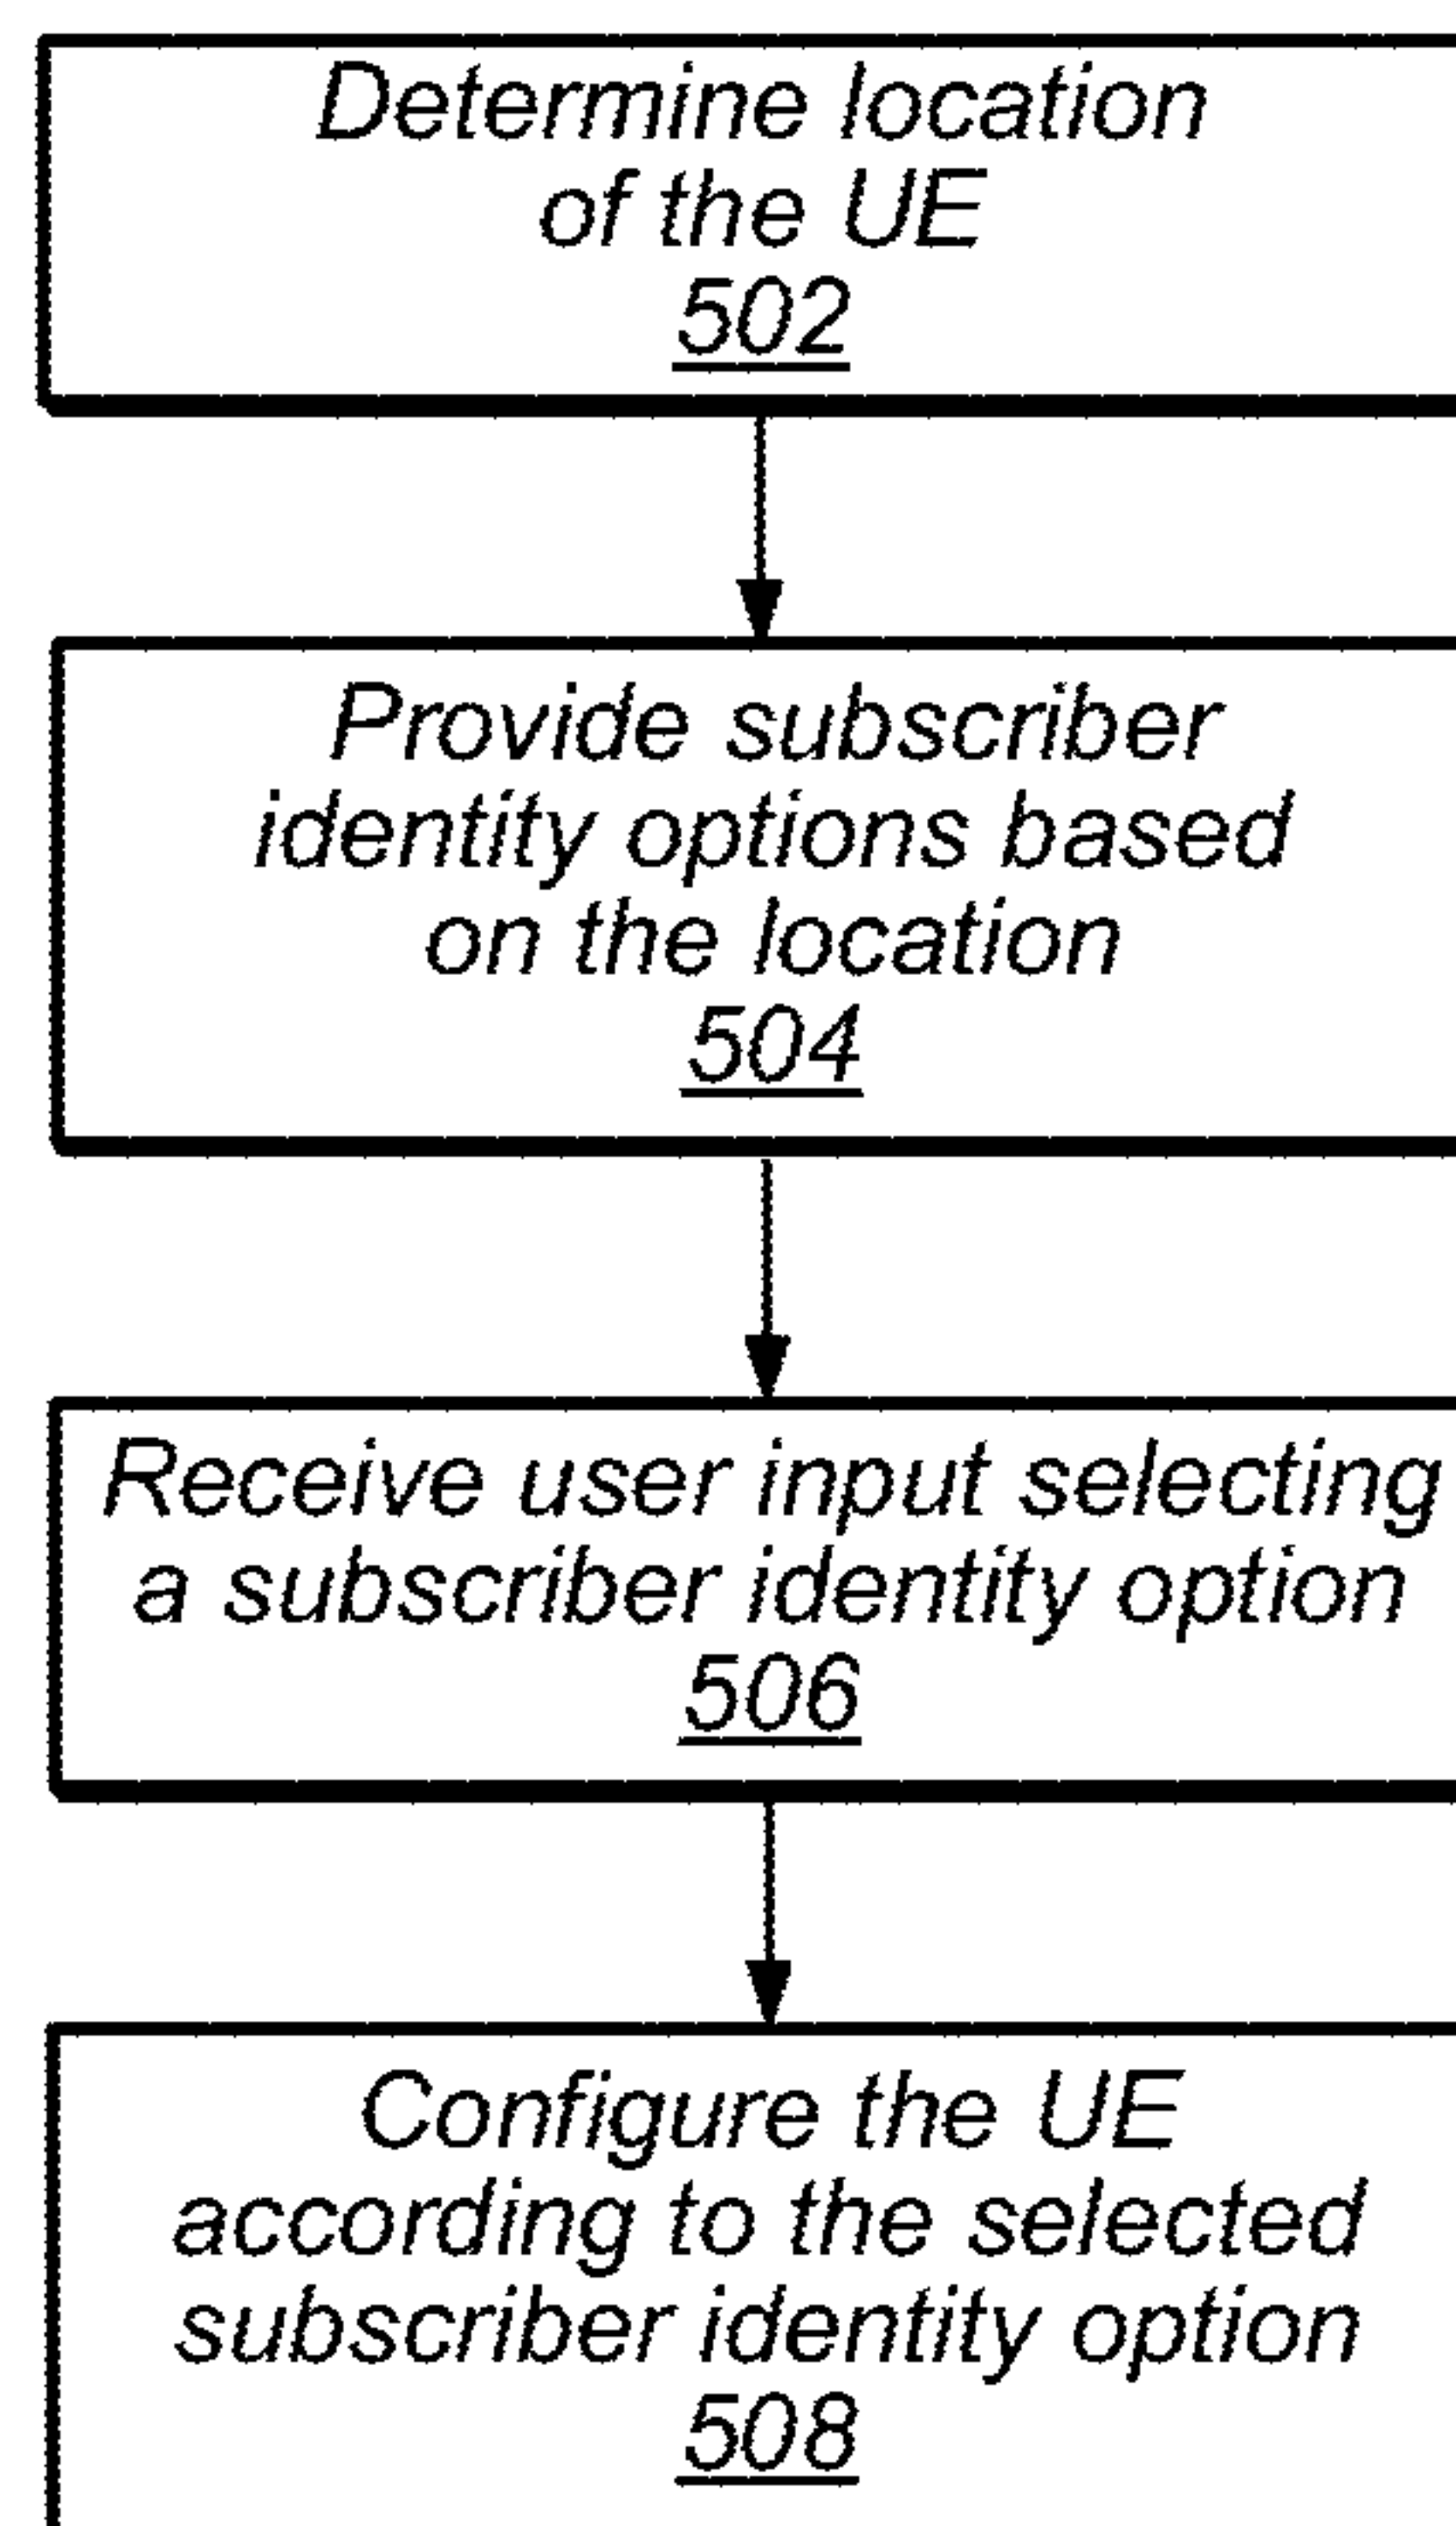 Determine location
of the UE
502
Provide subscriber
identity options based
on the location
504
Receive user input selecting
a subscriber identity option
506
Configure the UE
according to the selected
subscriber identity option
508